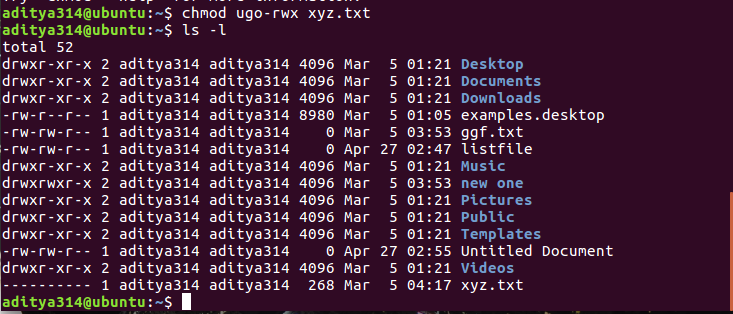 aditya314@ubuntu:~$ chmod ugo-rwx xyz.txt
aditya314@ubuntu:~$ ls -l
total 52
drwxr-xr-x 2 aditya314 aditya314 4096 Mar  5 01:21 Desktop
drwxr-xr-x 2 aditya314 aditya314 4096 Mar  5 01:21 Documents
drwxr-xr-x 2 aditya314 aditya314 4096 Mar  5 01:21 Downloads
-rw-r--r-- 1 aditya314 aditya314 8980 Mar  5 01:05 examples.desktop
-rw-rw-r-- 1 aditya314 aditya314    0 Mar  5 03:53 ggf.txt
-rw-rw-r-- 1 aditya314 aditya314    0 Apr 27 02:47 listfile
drwxr-xr-x 2 aditya314 aditya314 4096 Mar  5 01:21 Music
drwxrwxr-x 2 aditya314 aditya314 4096 Mar  5 03:53 new one
drwxr-xr-x 2 aditya314 aditya314 4096 Mar  5 01:21 Pictures
drwxr-xr-x 2 aditya314 aditya314 4096 Mar  5 01:21 Public
drwxr-xr-x 2 aditya314 aditya314 4096 Mar  5 01:21 Templates
-rw-rw-r-- 1 aditya314 aditya314    0 Apr 27 02:55 Untitled Document
drwxr-xr-x 2 aditya314 aditya314 4096 Mar  5 01:21 Videos
---------- 1 aditya314 aditya314  268 Mar  5 04:17 xyz.txt
aditya314@ubuntu:~$